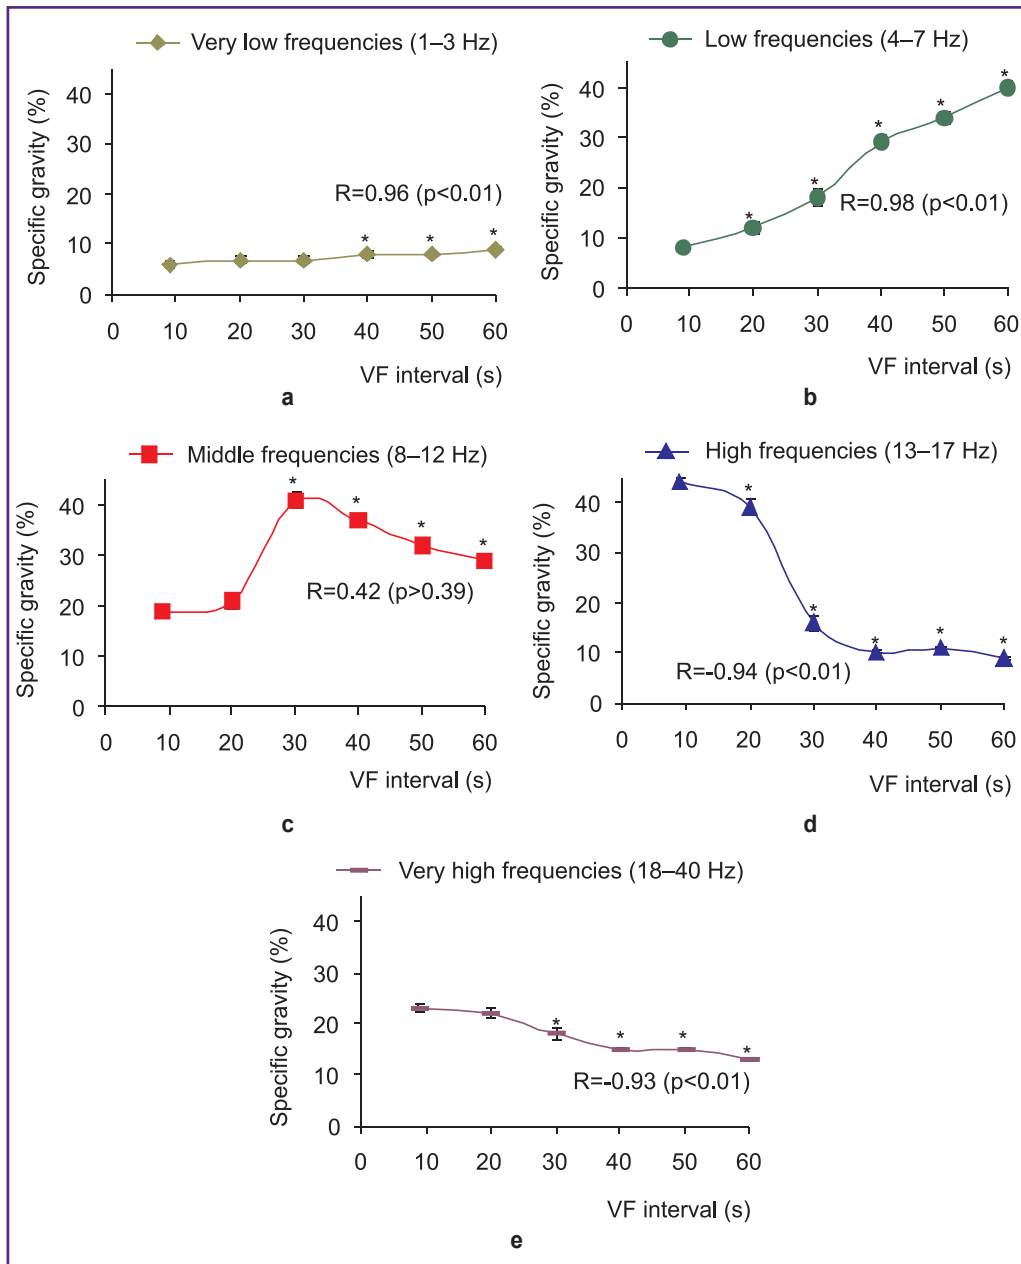 Very low frequencies (1–3 Hz)
Specific gravity (%)
40
30
20
10
0
R=0.96 (p<0.01)
* * *
0 10 20 30 40 50 60
VF interval (s)
a
Low frequencies (4–7 Hz)
Specific gravity (%)
40
30
20
10
0
* * * * *
R=0.98 (p<0.01)
0 10 20 30 40 50 60
VF interval (s)
b
Middle frequencies (8–12 Hz)
Specific gravity (%)
40
30
20
10
0
* * * *
R=0.42 (p>0.39)
0 10 20 30 40 50 60
VF interval (s)
c
High frequencies (13–17 Hz)
Specific gravity (%)
40
30
20
10
0
* * * * *
R=-0.94 (p<0.01)
0 10 20 30 40 50 60
VF interval (s)
d
Very high frequencies (18–40 Hz)
Specific gravity (%)
40
30
20
10
0
* * * *
R=-0.93 (p<0.01)
0 10 20 30 40 50 60
VF interval (s)
e